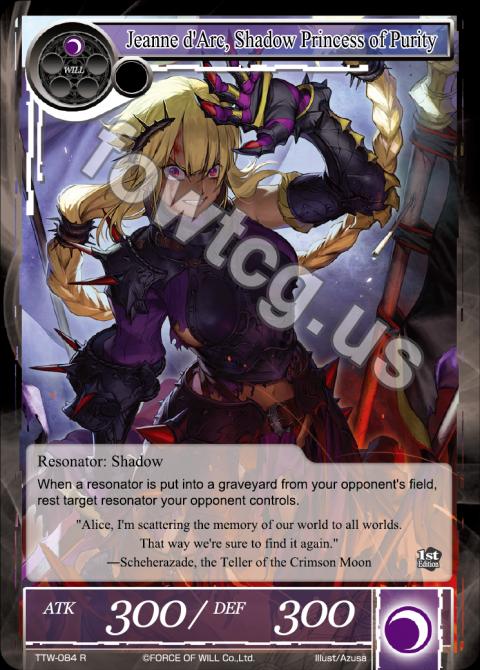 Jeanne d'Arc, Shadow Princess of Purity
WILL
fowtcg.us
Resonator: Shadow
When a resonator is put into a graveyard from your opponent's field,
rest target resonator your opponent controls.
"Alice, I'm scattering the memory of our world to all worlds.
That way we're sure to find it again."
—Scheherazade, the Teller of the Crimson Moon
1st
Edition
ATK 300/ DEF 300
TTW-084 R ©FORCE OF WILL Co.,Ltd. Illust/Azusa